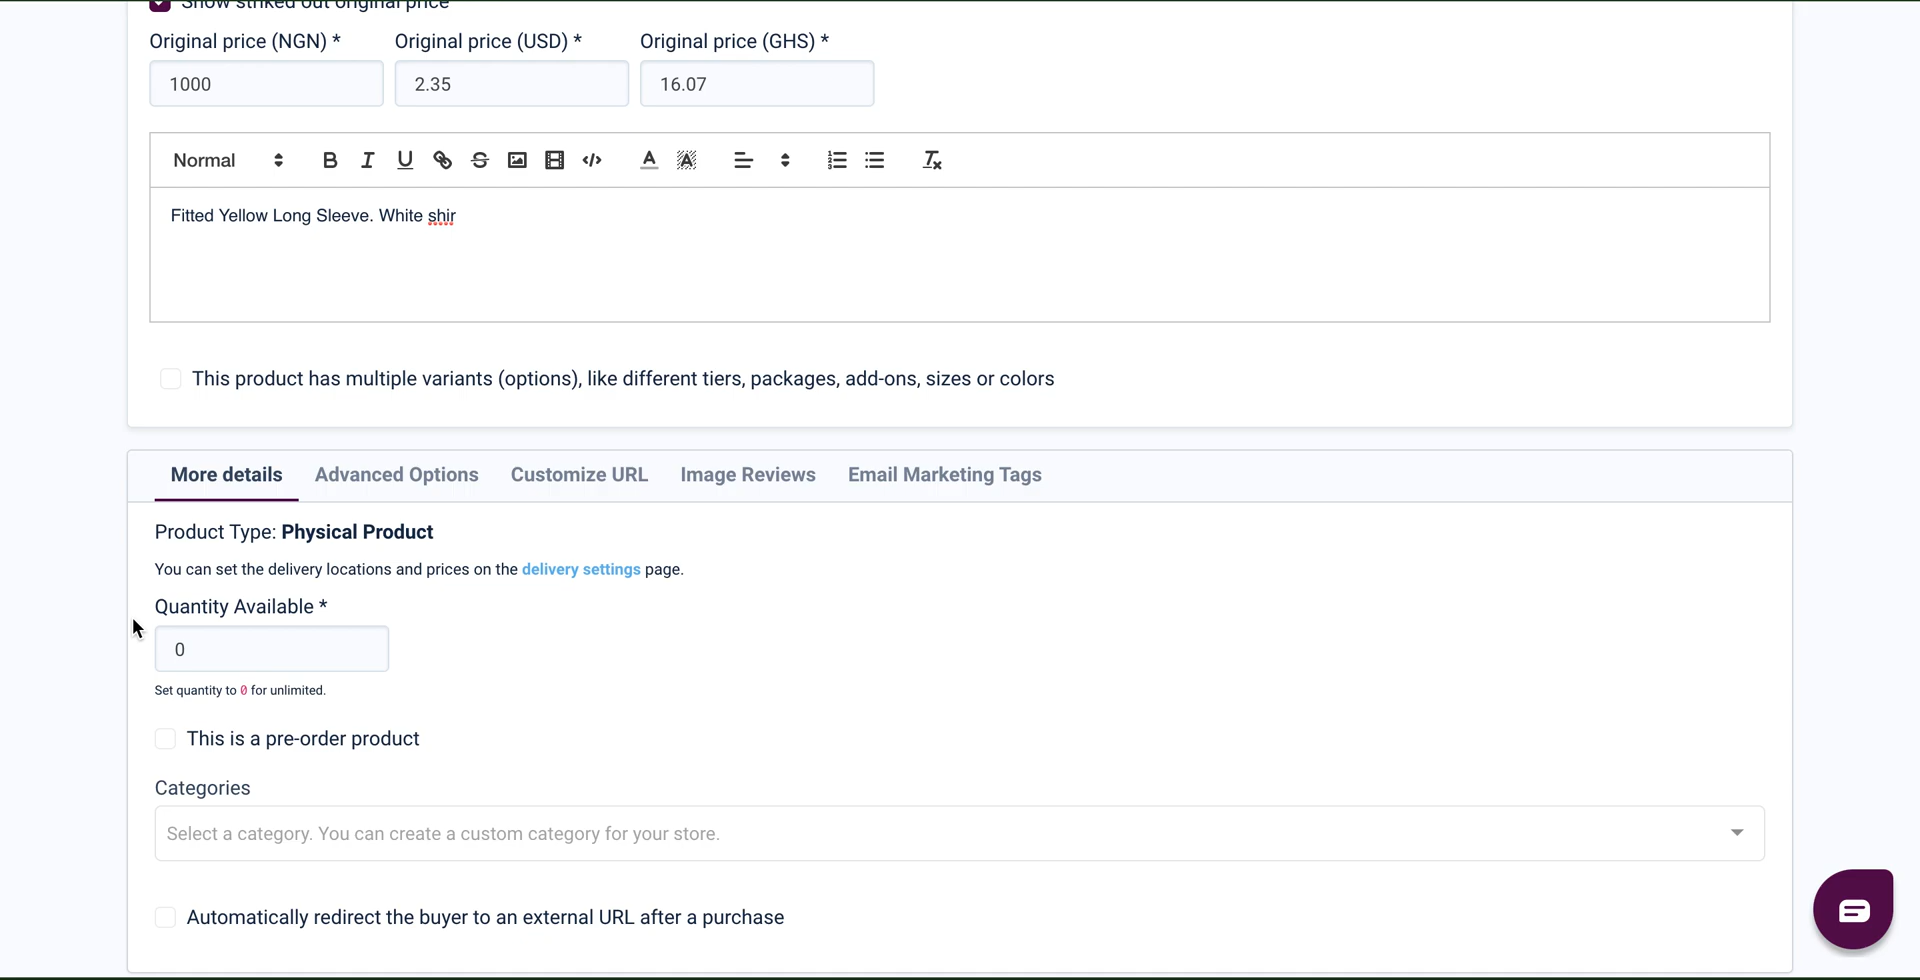 Show striked out original price
Original price (NGN) * Original price (USD) * Original price (GHS) *
1000 2.35 16.07
Normal
Fitted Yellow Long Sleeve. White shir
This product has multiple variants (options), like different tiers, packages, add-ons, sizes or colors
More details Advanced Options Customize URL Image Reviews Email Marketing Tags
Product Type: Physical Product
You can set the delivery locations and prices on the delivery settings page.
Quantity Available *
0
Set quantity to 0 for unlimited.
This is a pre-order product
Categories
Select a category. You can create a custom category for your store.
Automatically redirect the buyer to an external URL after a purchase